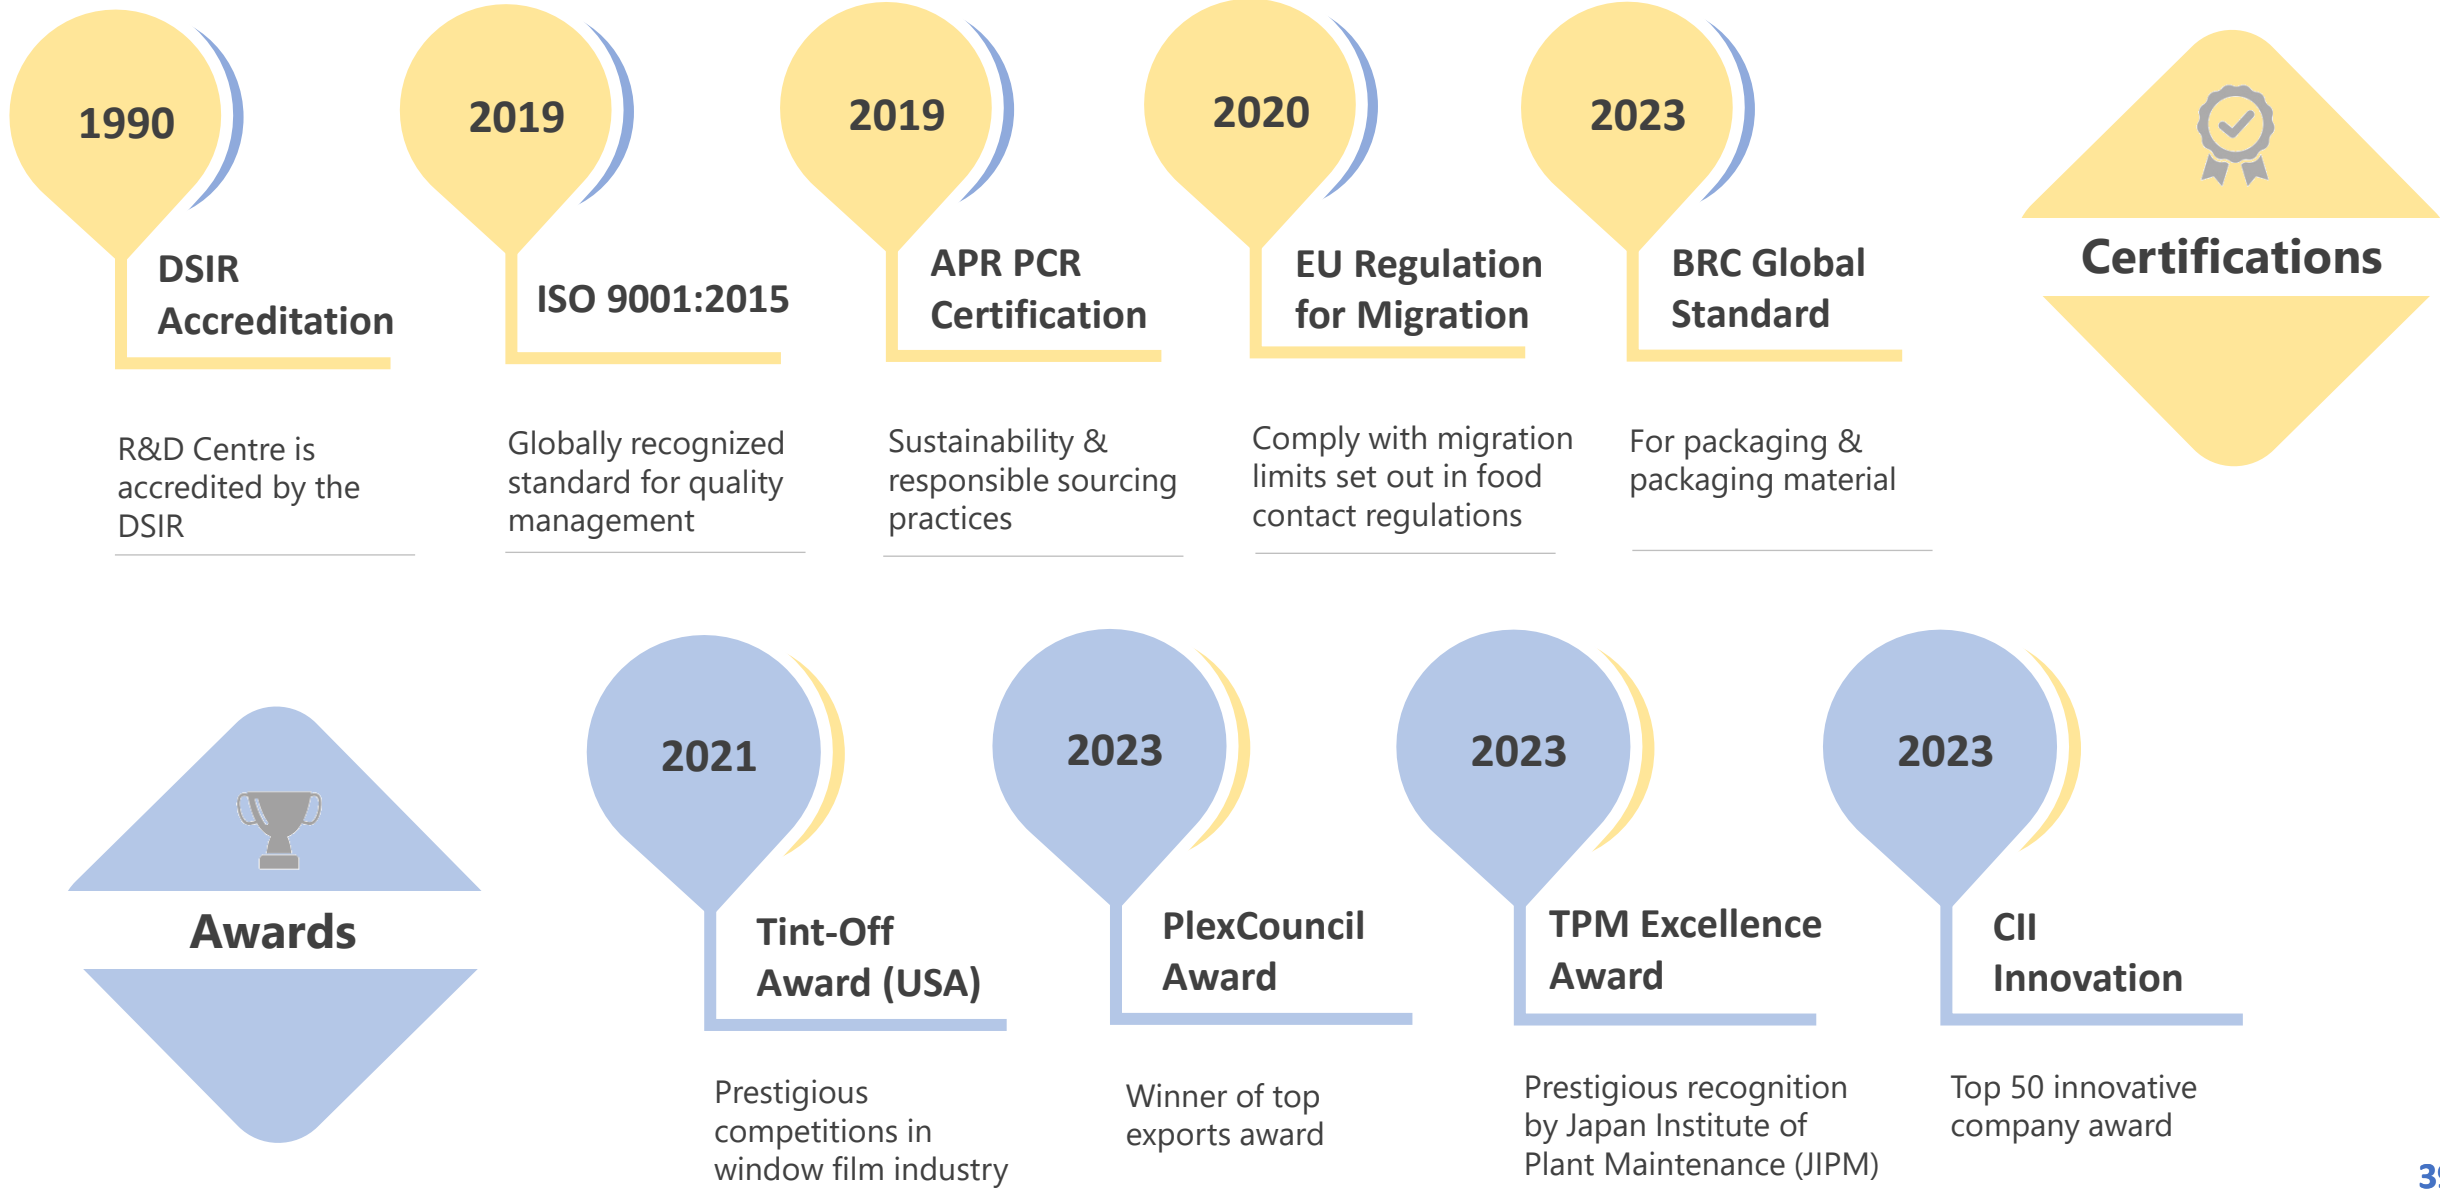 1990
DSIR
Accreditation
R&D Centre is
accredited by the
DSIR
2019
ISO 9001:2015
Globally recognized
standard for quality
management
2019
APR PCR
Certification
Sustainability &
responsible sourcing
practices
2020
EU Regulation
for Migration
Comply with migration
limits set out in food
contact regulations
2023
BRC Global
Standard
For packaging &
packaging material
Certifications
Awards
2021
Tint-Off
Award (USA)
Prestigious
competitions in
window film industry
2023
PlexCouncil
Award
Winner of top
exports award
2023
TPM Excellence
Award
Prestigious recognition
by Japan Institute of
Plant Maintenance (JIPM)
2023
CII
Innovation
Top 50 innovative
company award
39